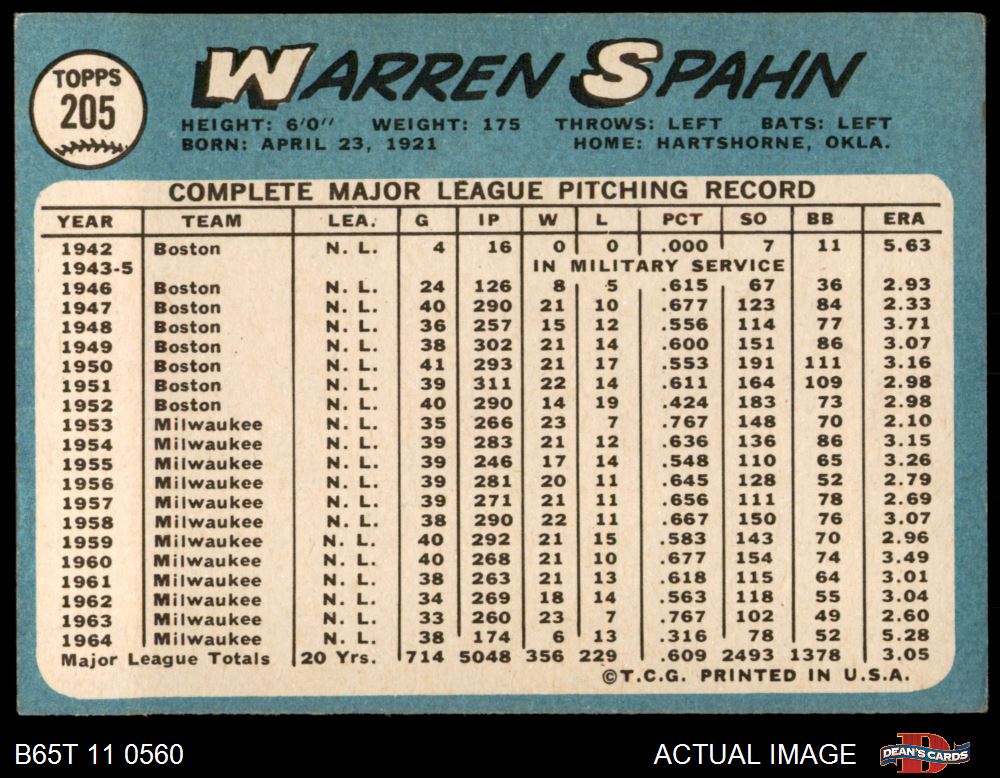 TOPPS
205
WARREN SPAHN
HEIGHT: 6'0" WEIGHT: 175 THROWS: LEFT BATS: LEFT
BORN: APRIL 23, 1921 HOME: HARTSHORNE, OKLA.
COMPLETE MAJOR LEAGUE PITCHING RECORD
YEAR TEAM LEA. G IP W L PCT SO BB ERA
1942 Boston N. L. 4 16 0 0 .000 7 11 5.63
1943-5 IN MILITARY SERVICE
1946 Boston N. L. 24 126 8 5 .615 67 36 2.93
1947 Boston N. L. 40 290 21 10 .677 123 84 2.33
1948 Boston N. L. 36 257 15 12 .556 114 77 3.71
1949 Boston N. L. 38 302 21 14 .600 151 86 3.07
1950 Boston N. L. 41 293 21 17 .553 191 111 3.16
1951 Boston N. L. 39 311 22 14 .611 164 109 2.98
1952 Boston N. L. 40 290 14 19 .424 183 73 2.98
1953 Milwaukee N. L. 35 266 23 7 .767 148 70 2.10
1954 Milwaukee N. L. 39 283 21 12 .636 136 86 3.15
1955 Milwaukee N. L. 39 246 17 14 .548 110 65 3.26
1956 Milwaukee N. L. 39 281 20 11 .645 128 52 2.79
1957 Milwaukee N. L. 39 271 21 11 .656 111 78 2.69
1958 Milwaukee N. L. 38 290 22 11 .667 150 76 3.07
1959 Milwaukee N. L. 40 292 21 15 .583 143 70 2.96
1960 Milwaukee N. L. 40 268 21 10 .677 154 74 3.49
1961 Milwaukee N. L. 38 263 21 13 .618 115 64 3.01
1962 Milwaukee N. L. 34 269 18 14 .563 118 55 3.04
1963 Milwaukee N. L. 33 260 23 7 .767 102 49 2.60
1964 Milwaukee N. L. 38 174 6 13 .316 78 52 5.28
Major League Totals 20 Yrs. 714 5048 356 229 .609 2493 1378 3.05
©T.C.G. PRINTED IN U.S.A.
B65T 11 0560 ACTUAL IMAGE DEAN'S CARDS